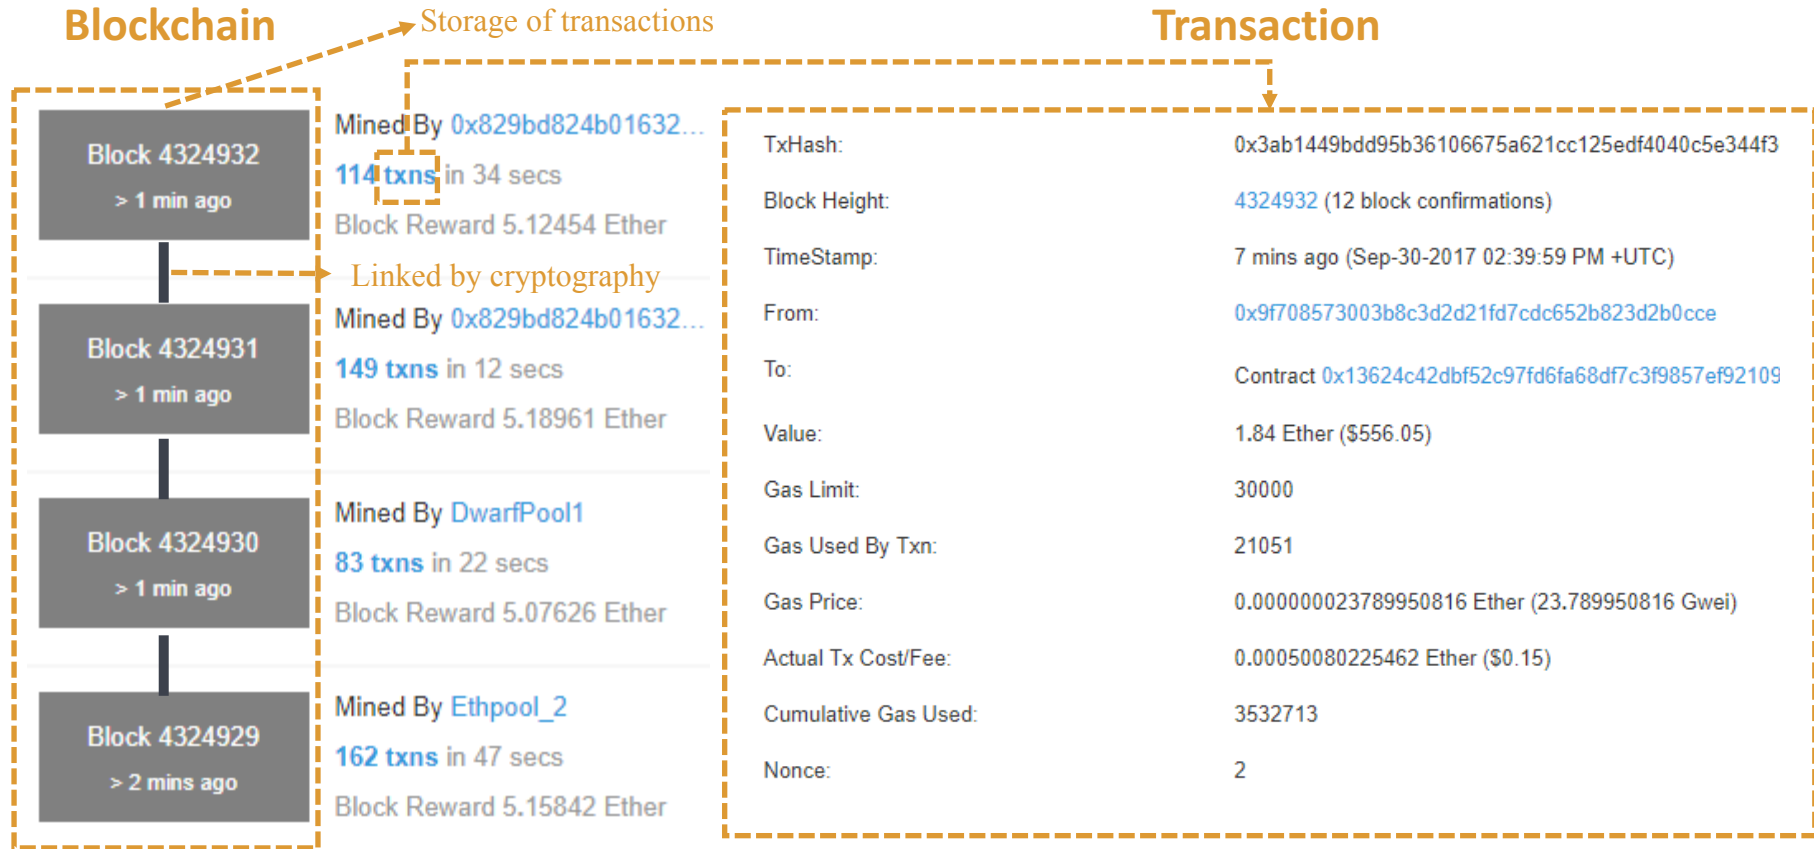 Blockchain
Storage of transactions
Transaction
Block 4324932
> 1 min ago
Mined By 0x829bd824b01632...
114 txns in 34 secs
Block Reward 5.12454 Ether
Linked by cryptography
Block 4324931
> 1 min ago
Mined By 0x829bd824b01632...
149 txns in 12 secs
Block Reward 5.18961 Ether
Block 4324930
> 1 min ago
Mined By DwarfPool1
83 txns in 22 secs
Block Reward 5.07626 Ether
Block 4324929
> 2 mins ago
Mined By Ethpool_2
162 txns in 47 secs
Block Reward 5.15842 Ether
TxHash: 0x3ab1449bdd95b36106675a621cc125edf4040c5e344f3
Block Height: 4324932 (12 block confirmations)
TimeStamp: 7 mins ago (Sep-30-2017 02:39:59 PM +UTC)
From: 0x9f708573003b8c3d2d21fd7cdc652b823d2b0cce
To: Contract 0x13624c42dbf52c97fd6fa68df7c3f9857ef92109
Value: 1.84 Ether ($556.05)
Gas Limit: 30000
Gas Used By Txn: 21051
Gas Price: 0.000000023789950816 Ether (23.789950816 Gwei)
Actual Tx Cost/Fee: 0.00050080225462 Ether ($0.15)
Cumulative Gas Used: 3532713
Nonce: 2